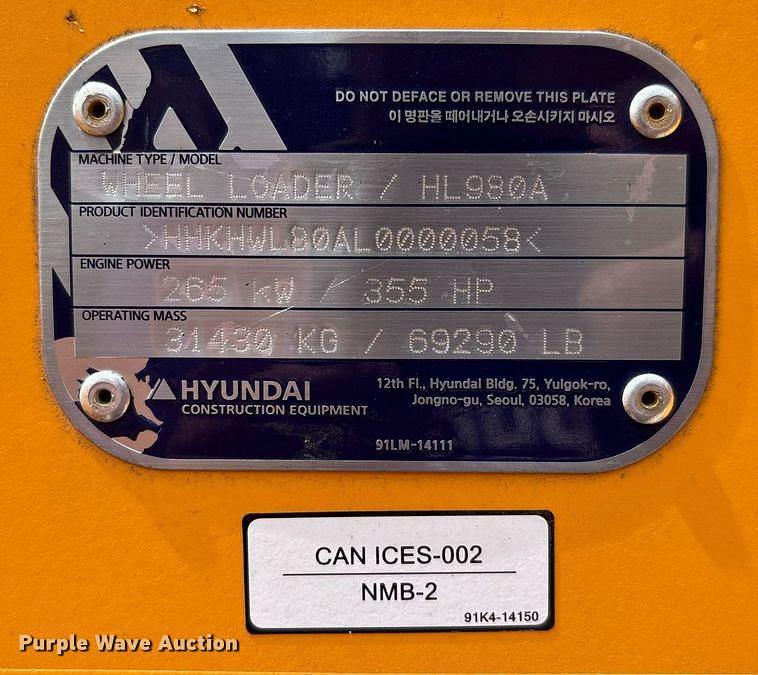 DO NOT DEFACE OR REMOVE THIS PLATE
이 명판을 떼어내거나 오손시키지 마시오
MACHINE TYPE / MODEL
WHEEL LOADER / HL980A
PRODUCT IDENTIFICATION NUMBER
>HHKHWL80AL0000058<
ENGINE POWER
265 kW / 355 HP
OPERATING MASS
31430 KG / 69290 LB
HYUNDAI
CONSTRUCTION EQUIPMENT
12th Fl., Hyundai Bldg. 75, Yulgok-ro,
Jongno-gu, Seoul, 03058, Korea
91LM-14111
CAN ICES-002
NMB-2
91K4-14150
Purple Wave Auction